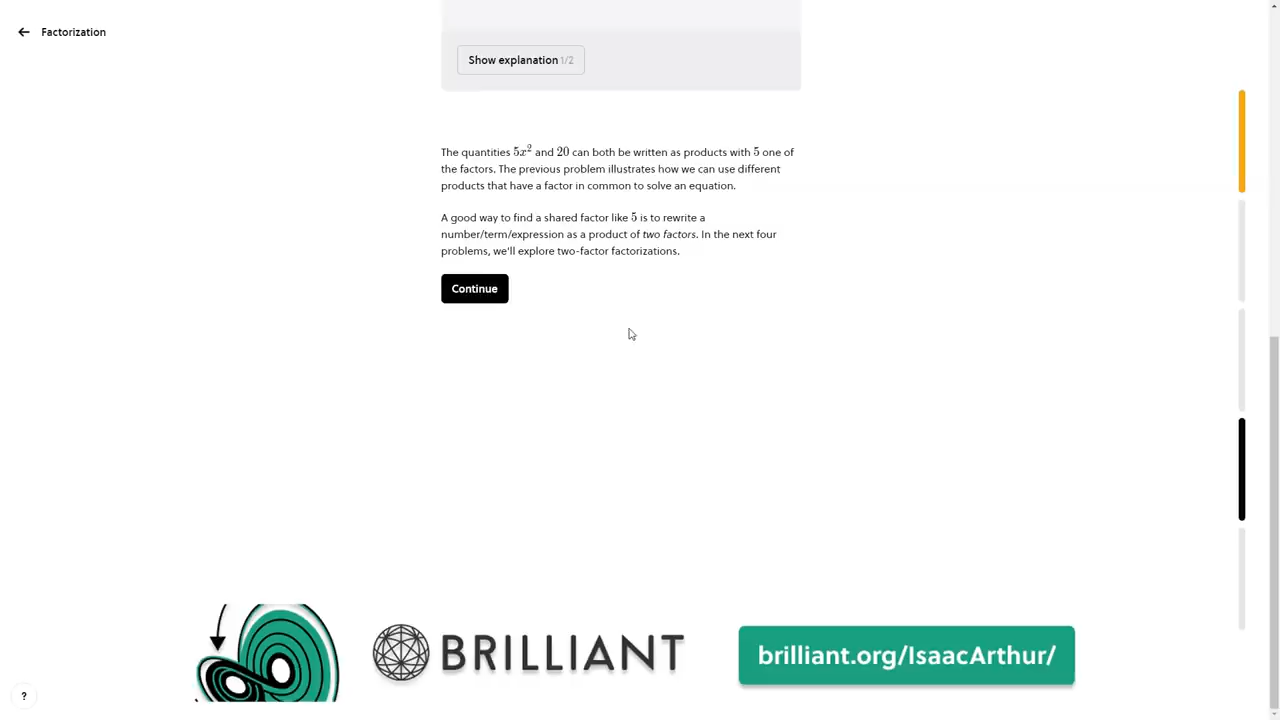 Factorization
Show explanation 1/2
The quantities 5x² and 20 can both be written as products with 5 one of
the factors. The previous problem illustrates how we can use different
products that have a factor in common to solve an equation.
A good way to find a shared factor like 5 is to rewrite a
number/term/expression as a product of two factors. In the next four
problems, we'll explore two-factor factorizations.
Continue
BRILLIANT
brilliant.org/IsaacArthur/
?